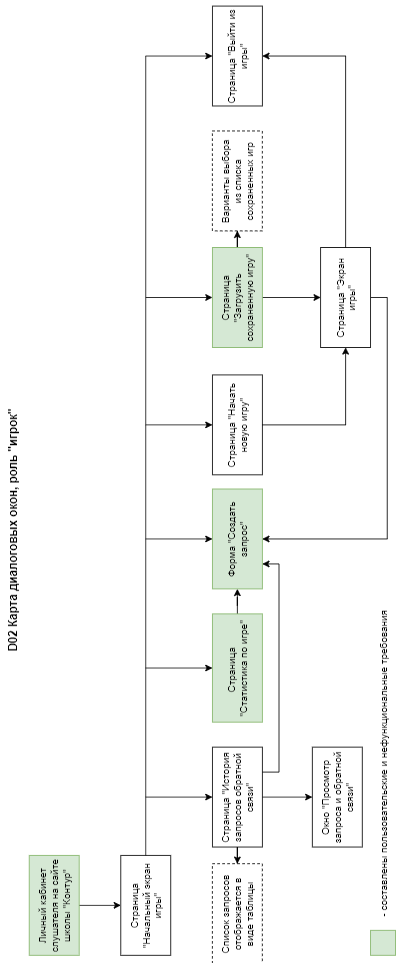 D02 Карта диалоговых окон, роль "игрок"
Личный кабинет
слушателя на сайте
школы "Контур"
Страница
"Начальный экран
игры"
Список запросов
отображается в
виде таблицы
Страница "История
запросов обратной
связи"
Окно "Просмотр
запроса и обратной
связи"
Страница
"Статистика по
игре"
Форма "Создать
запрос"
Страница "Начать
новую игру"
Страница
"Загрузить
сохраненную игру"
Варианты выбора
из списка
сохраненных игр
Страница "Экран
игры"
Страница "Выйти из
игры"
- составлены пользовательские и нефункциональные требования